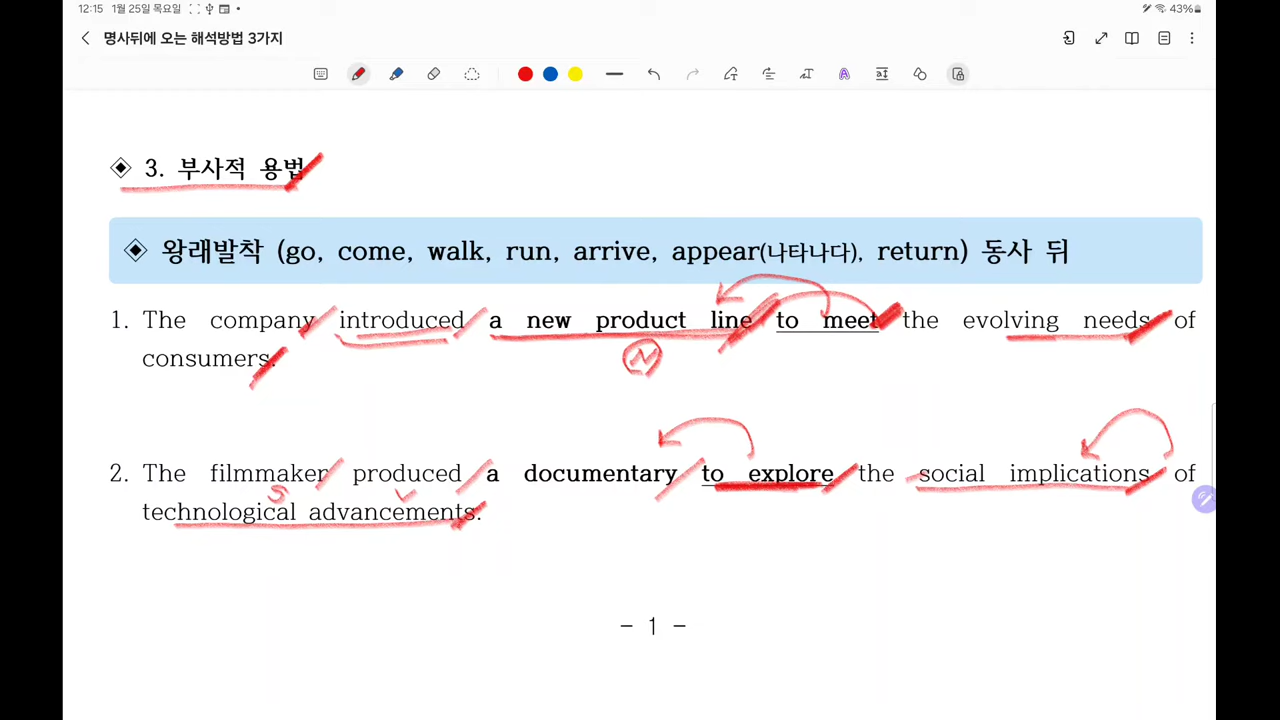 12:15 1월 25일 목요일
43%
명사뒤에 오는 해석방법 3가지
◈ 3. 부사적 용법
◈ 왕래발착 (go, come, walk, run, arrive, appear(나타나다), return) 동사 뒤
1. The company introduced a new product line to meet the evolving needs of
consumers.
N
2. The filmmaker produced a documentary to explore the social implications of
S V
technological advancements.
- 1 -